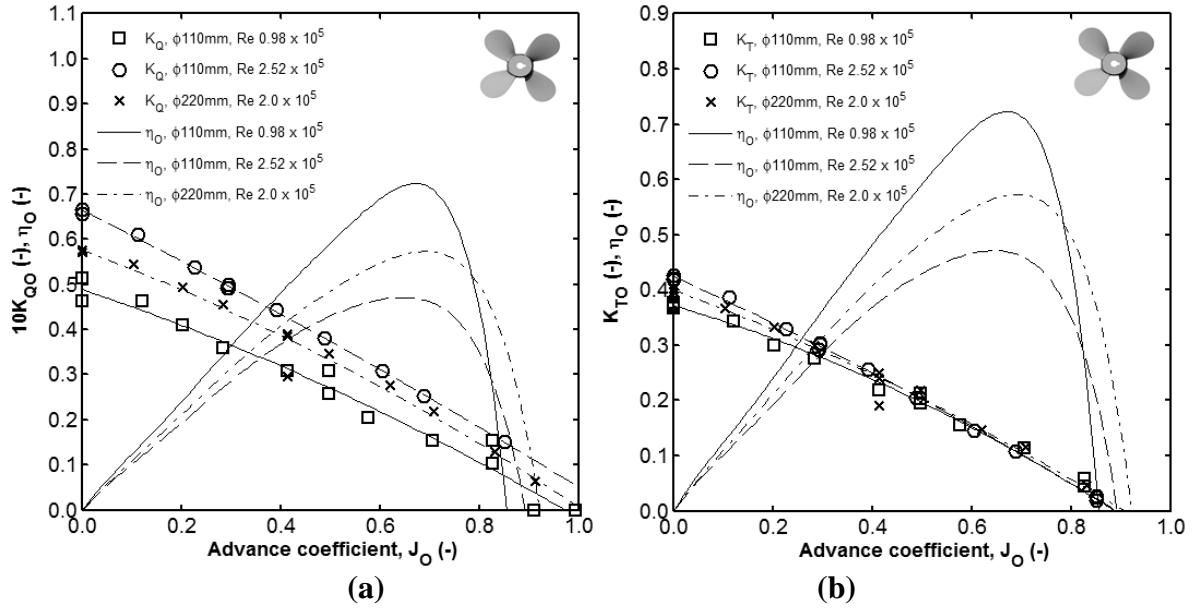 1.1
1.0
0.9
0.8
0.7
0.6
0.5
0.4
0.3
0.2
0.1
0.0
10K_QO (-), η_O (-)
K_Q, ϕ110mm, Re 0.98 x 10^5
K_Q, ϕ110mm, Re 2.52 x 10^5
K_Q, ϕ220mm, Re 2.0 x 10^5
η_O, ϕ110mm, Re 0.98 x 10^5
η_O, ϕ110mm, Re 2.52 x 10^5
η_O, ϕ220mm, Re 2.0 x 10^5
0.0 0.2 0.4 0.6 0.8 1.0
Advance coefficient, J_O (-)
(a)
0.9
0.8
0.7
0.6
0.5
0.4
0.3
0.2
0.1
0.0
K_TO (-), η_O (-)
K_T, ϕ110mm, Re 0.98 x 10^5
K_T, ϕ110mm, Re 2.52 x 10^5
K_T, ϕ220mm, Re 2.0 x 10^5
η_O, ϕ110mm, Re 0.98 x 10^5
η_O, ϕ110mm, Re 2.52 x 10^5
η_O, ϕ220mm, Re 2.0 x 10^5
0.0 0.2 0.4 0.6 0.8 1.0
Advance coefficient, J_O (-)
(b)